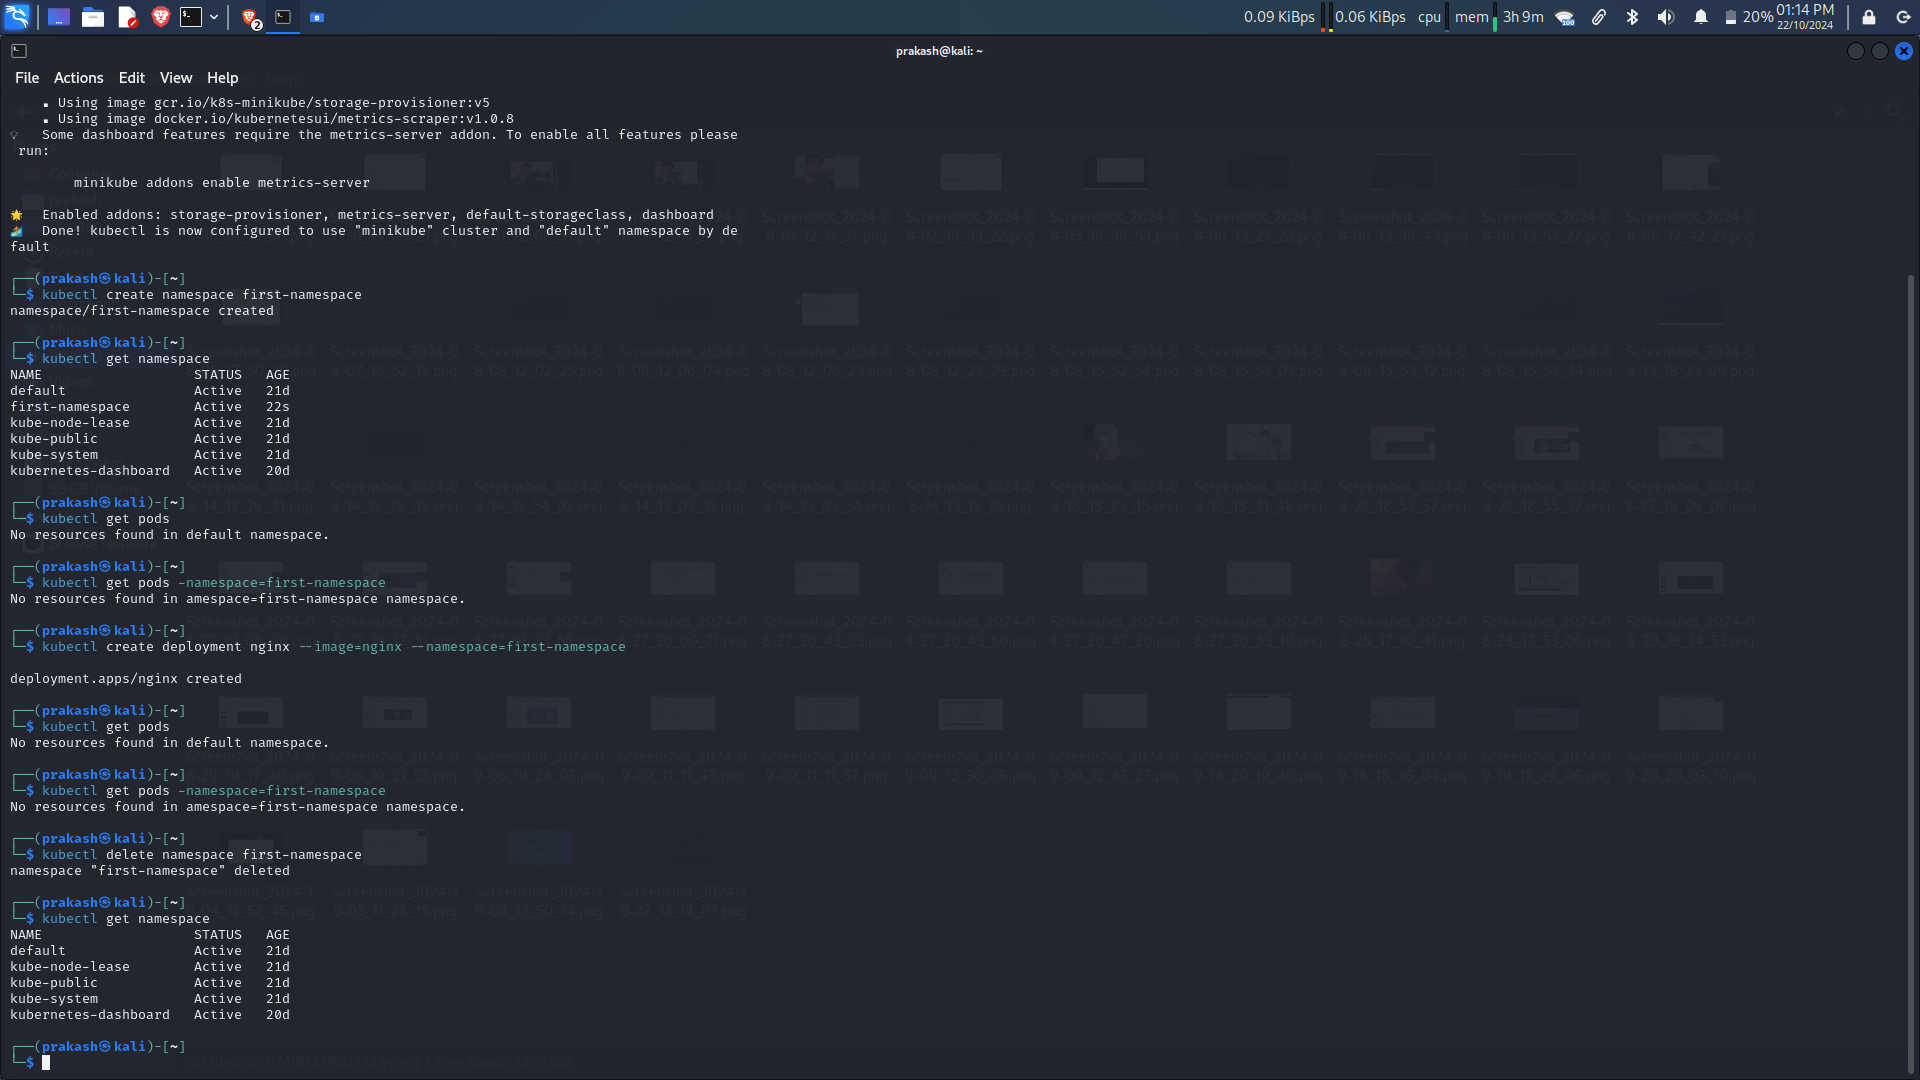 0.09 KiBps 0.06 KiBps cpu mem 3h 9m 100 20% 01:14 PM
22/10/2024
2
prakash@kali: ~
File Actions Edit View Help
▪ Using image gcr.io/k8s-minikube/storage-provisioner:v5
▪ Using image docker.io/kubernetesui/metrics-scraper:v1.0.8
💡 Some dashboard features require the metrics-server addon. To enable all features please
run:
minikube addons enable metrics-server
🌟 Enabled addons: storage-provisioner, metrics-server, default-storageclass, dashboard
🏄 Done! kubectl is now configured to use "minikube" cluster and "default" namespace by de
fault
┌──(prakash㉿kali)-[~]
└─$ kubectl create namespace first-namespace
namespace/first-namespace created
┌──(prakash㉿kali)-[~]
└─$ kubectl get namespace
NAME STATUS AGE
default Active 21d
first-namespace Active 22s
kube-node-lease Active 21d
kube-public Active 21d
kube-system Active 21d
kubernetes-dashboard Active 20d
┌──(prakash㉿kali)-[~]
└─$ kubectl get pods
No resources found in default namespace.
┌──(prakash㉿kali)-[~]
└─$ kubectl get pods -namespace=first-namespace
No resources found in amespace=first-namespace namespace.
┌──(prakash㉿kali)-[~]
└─$ kubectl create deployment nginx --image=nginx --namespace=first-namespace
deployment.apps/nginx created
┌──(prakash㉿kali)-[~]
└─$ kubectl get pods
No resources found in default namespace.
┌──(prakash㉿kali)-[~]
└─$ kubectl get pods -namespace=first-namespace
No resources found in amespace=first-namespace namespace.
┌──(prakash㉿kali)-[~]
└─$ kubectl delete namespace first-namespace
namespace "first-namespace" deleted
┌──(prakash㉿kali)-[~]
└─$ kubectl get namespace
NAME STATUS AGE
default Active 21d
kube-node-lease Active 21d
kube-public Active 21d
kube-system Active 21d
kubernetes-dashboard Active 20d
┌──(prakash㉿kali)-[~]
└─$